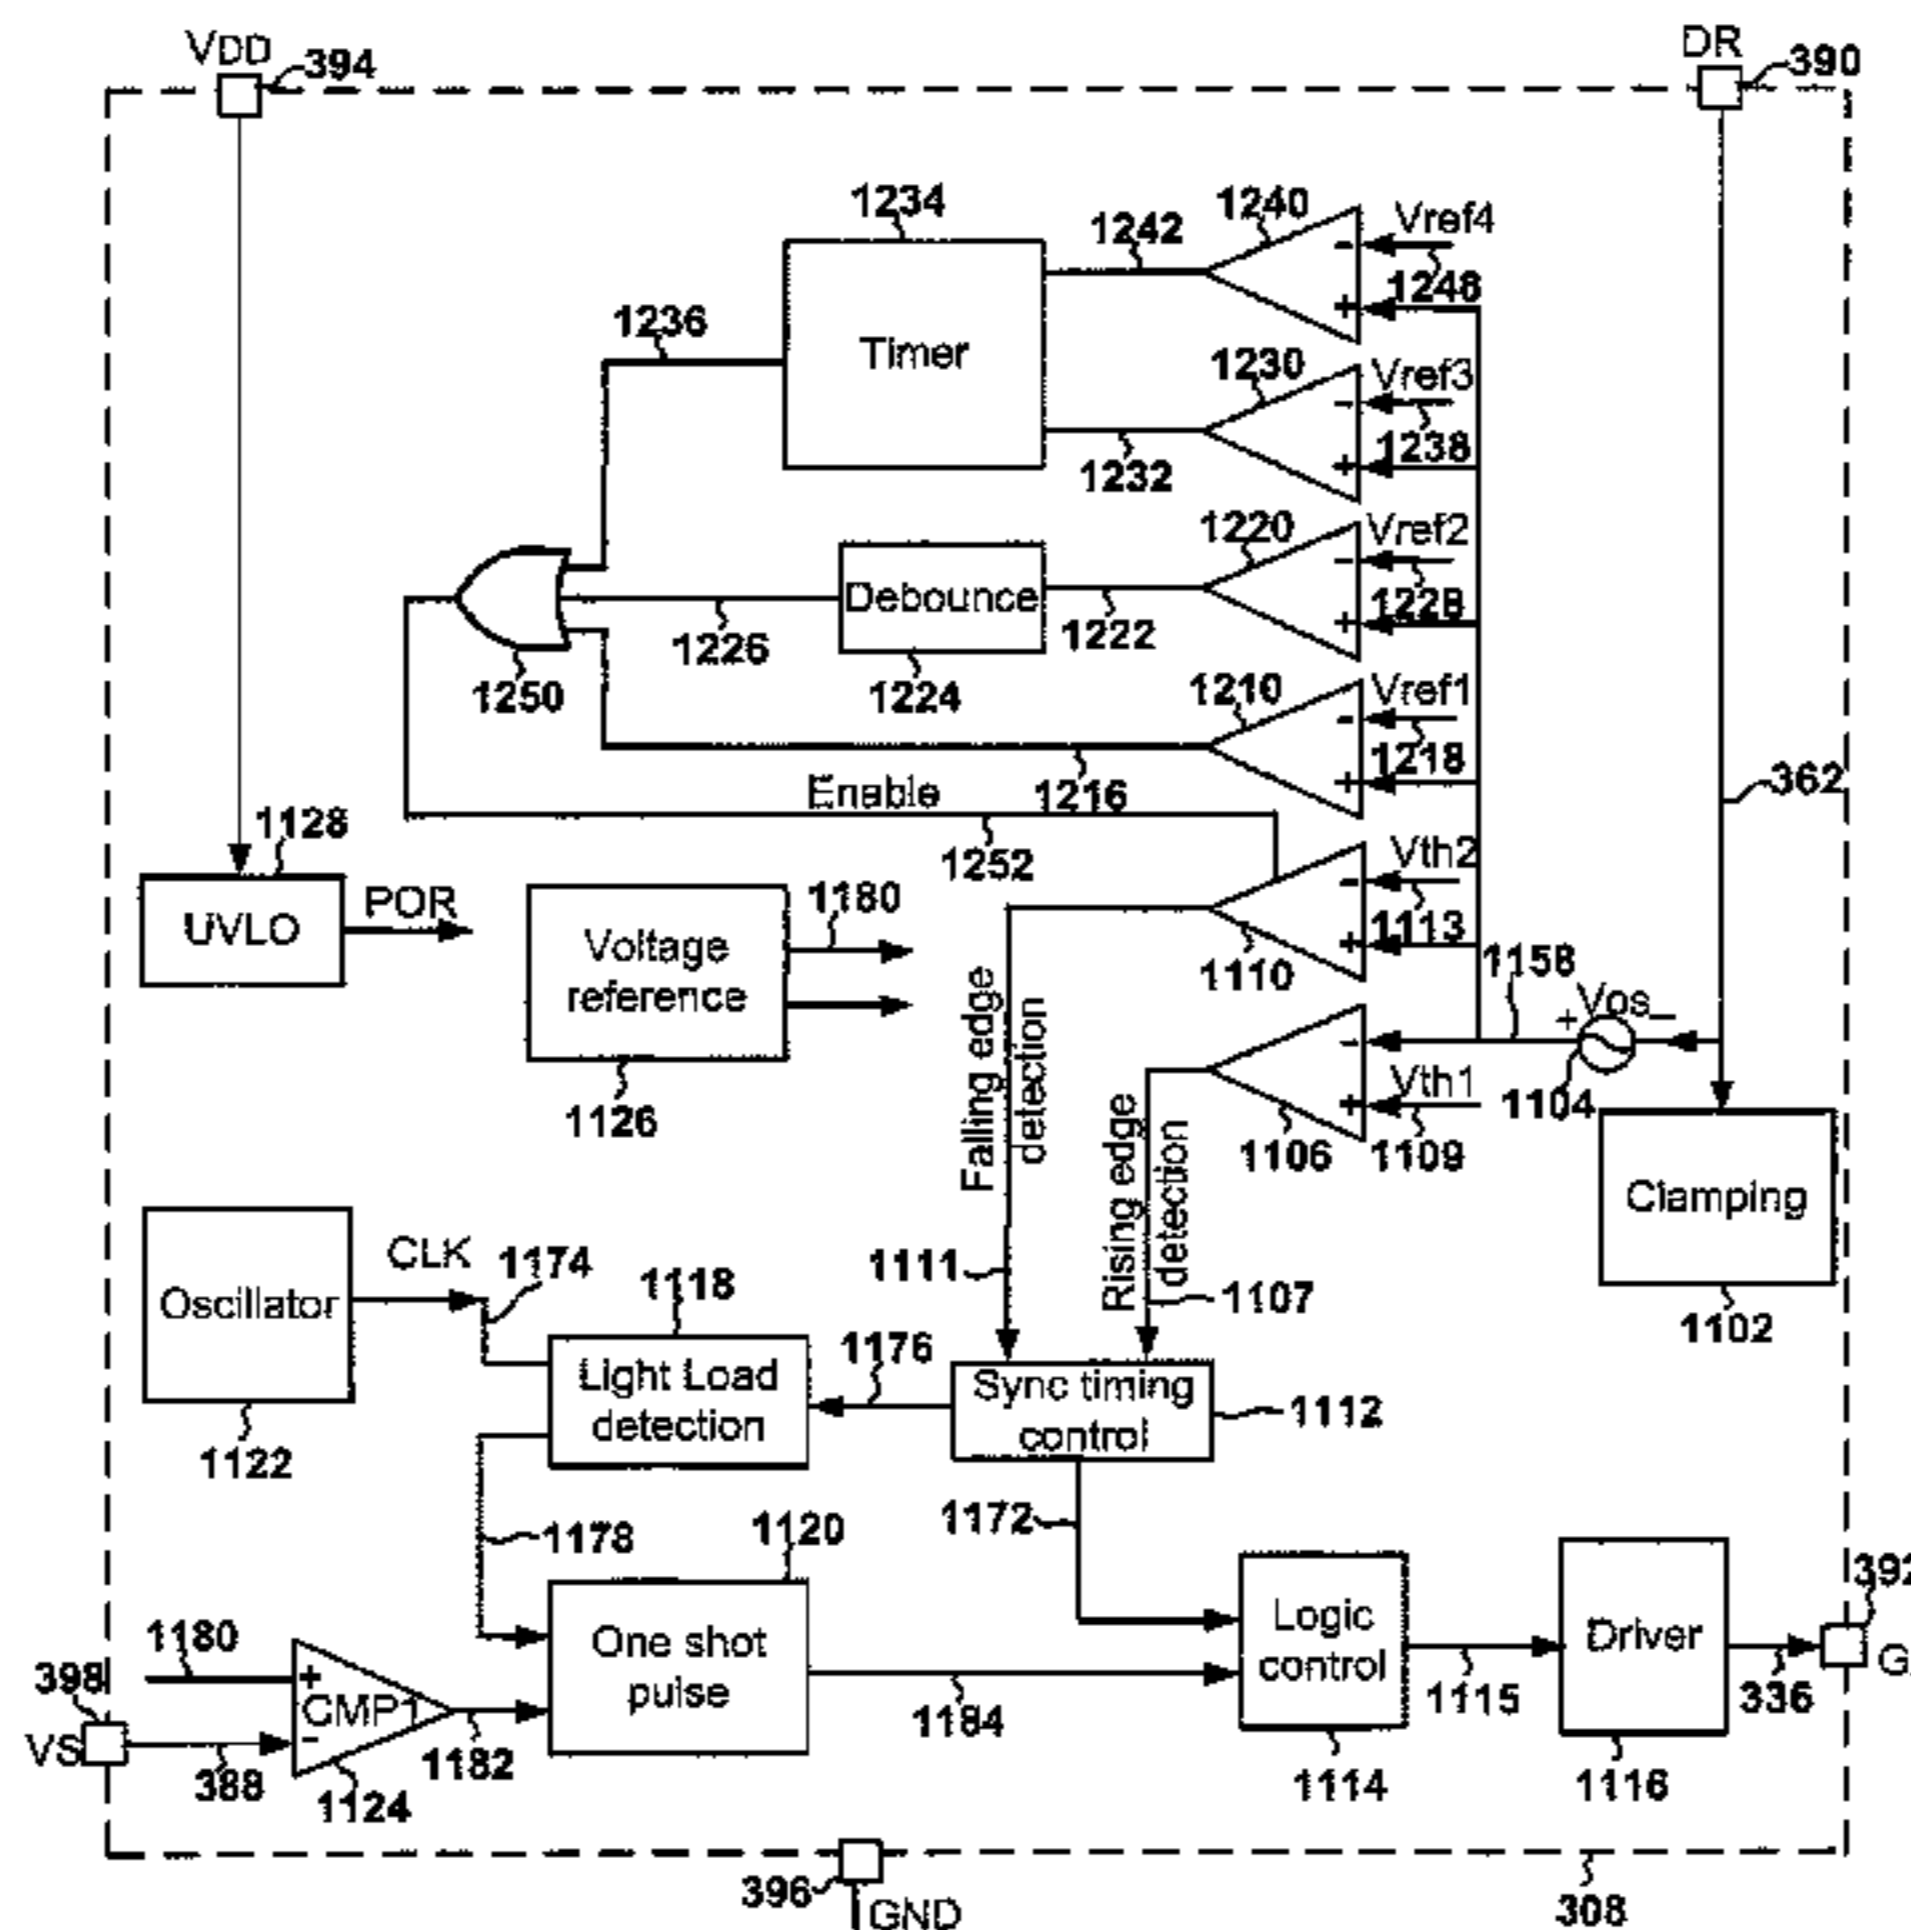 VDD
394
DR
390
1234
1242
1240
Vref4
1248
1236
Timer
1230
Vref3
1238
1232
1220
Vref2
Debounce
1228
1226
1222
1250
1224
1210
Vref1
1218
362
Enable
1216
1128
1252
Vth2
UVLO
POR
1180
Voltage
reference
1113
1110
1158
Vos
+
-
1126
Falling edge
detection
Vth1
1104
1106
1109
Rising edge
detection
Clamping
1102
Oscillator
CLK
1174
1118
1111
1107
1176
Light Load
detection
Sync timing
control
1112
1122
1178
1120
1172
392
1180
One shot
pulse
Logic
control
Driver
G
398
+
CMP1
-
VS
388
1182
1184
1115
336
1124
1114
1116
396
GND
308